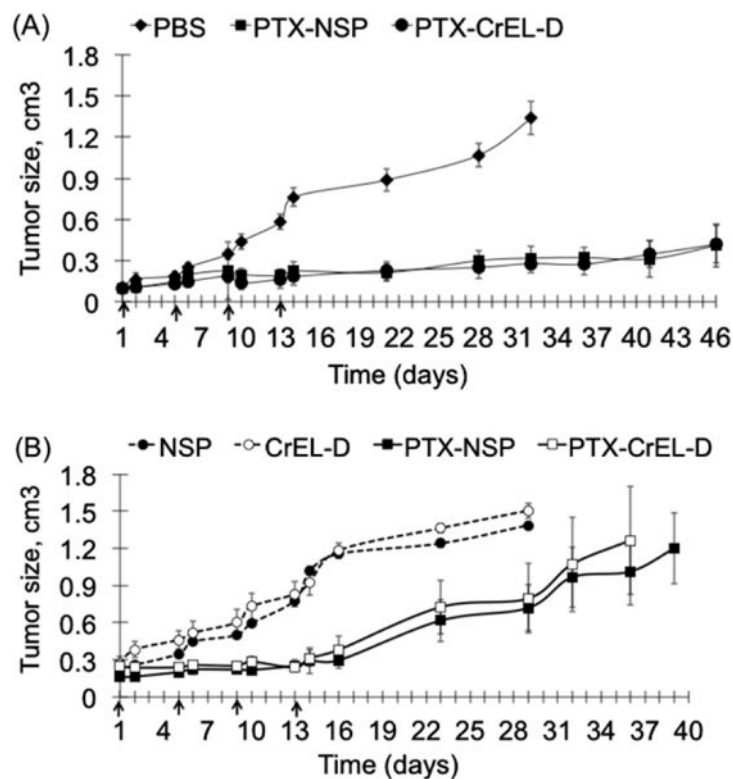 (A)
PBS PTX-NSP PTX-CrEL-D
Tumor size, cm3
1.8
1.5
1.2
0.9
0.6
0.3
0
1 4 7 10 13 16 19 22 25 28 31 34 37 40 43 46
Time (days)
(B)
NSP CrEL-D PTX-NSP PTX-CrEL-D
Tumor size, cm3
1.8
1.5
1.2
0.9
0.6
0.3
0
1 4 7 10 13 16 19 22 25 28 31 34 37 40
Time (days)